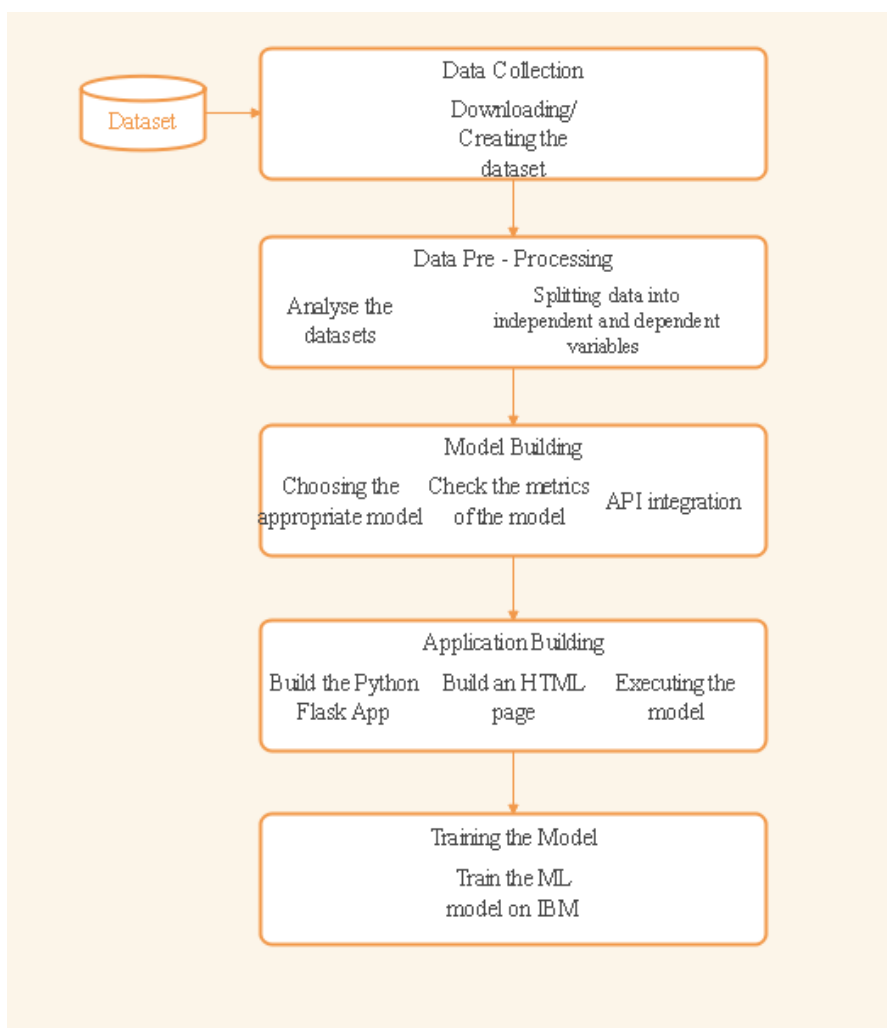 Dataset
Data Collection
Downloading/
Creating the
dataset
Data Pre - Processing
Analyse the
datasets
Splitting data into
independent and dependent
variables
Model Building
Choosing the
appropriate model
Check the metrics
of the model
API integration
Application Building
Build the Python
Flask App
Build an HTML
page
Executing the
model
Training the Model
Train the ML
model on IBM